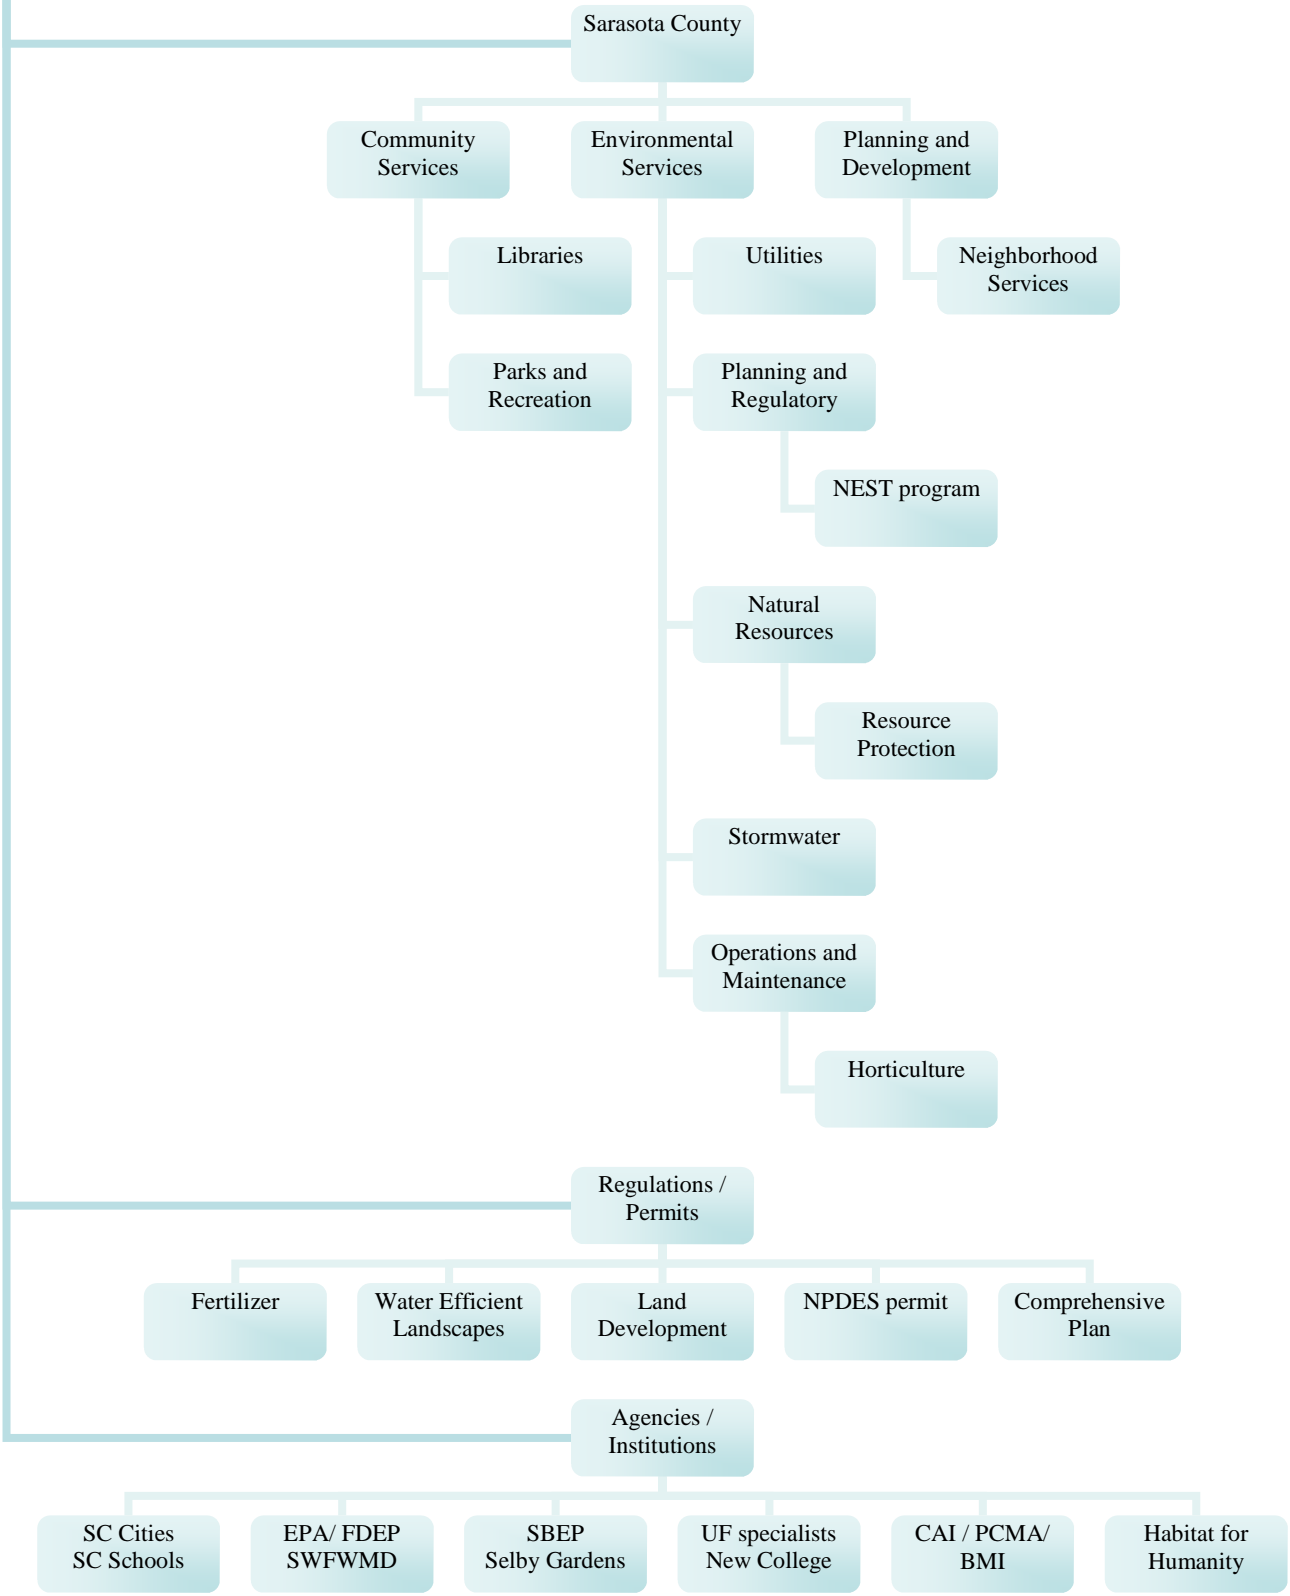 Sarasota County
Community
Services
Environmental
Services
Planning and
Development
Libraries
Utilities
Neighborhood
Services
Parks and
Recreation
Planning and
Regulatory
NEST program
Natural
Resources
Resource
Protection
Stormwater
Operations and
Maintenance
Horticulture
Regulations /
Permits
Fertilizer
Water Efficient
Landscapes
Land
Development
NPDES permit
Comprehensive
Plan
Agencies /
Institutions
SC Cities
SC Schools
EPA/ FDEP
SWFWMD
SBEP
Selby Gardens
UF specialists
New College
CAI / PCMA/
BMI
Habitat for
Humanity